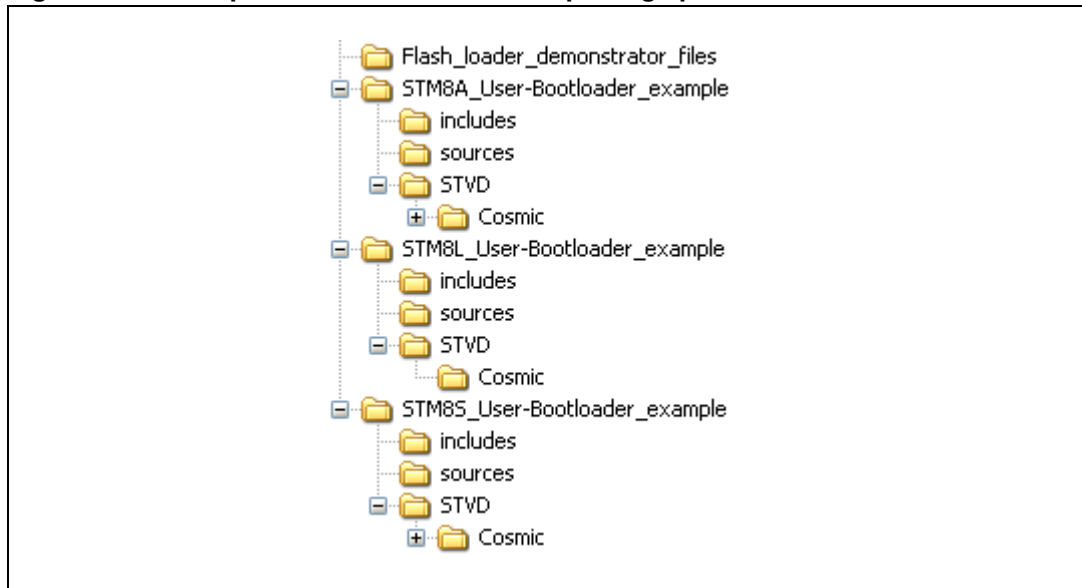 Flash_loader_demonstrator_files
STM8A_User-Bootloader_example
includes
sources
STVD
Cosmic
STM8L_User-Bootloader_example
includes
sources
STVD
Cosmic
STM8S_User-Bootloader_example
includes
sources
STVD
Cosmic